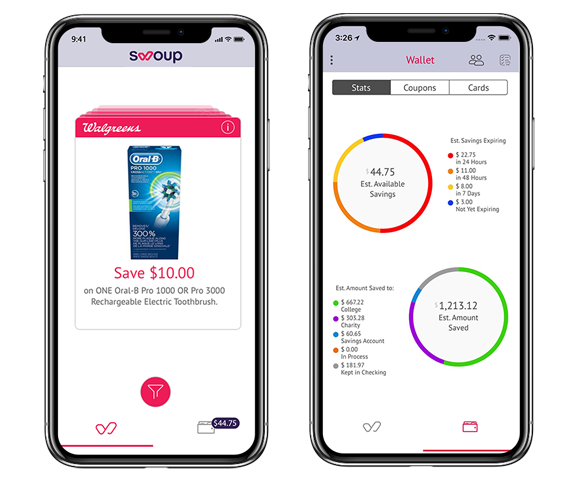 9:41
swoup
Walgreens
i
Oral-B
PRO 1000
300%
Save $10.00
on ONE Oral-B Pro 1000 OR Pro 3000
Rechargeable Electric Toothbrush.
$44.75
3:26
Wallet
Stats Coupons Cards
Est. Savings Expiring
$ 22.75
in 24 Hours
$ 11.00
in 48 Hours
$ 8.00
in 7 Days
$ 3.00
Not Yet Expiring
$44.75
Est. Available
Savings
Est. Amount Saved to:
$ 667.22
College
$ 303.28
Charity
$ 60.65
Savings Account
$ 0.00
In Process
$ 181.97
Kept in Checking
$1,213.12
Est. Amount
Saved